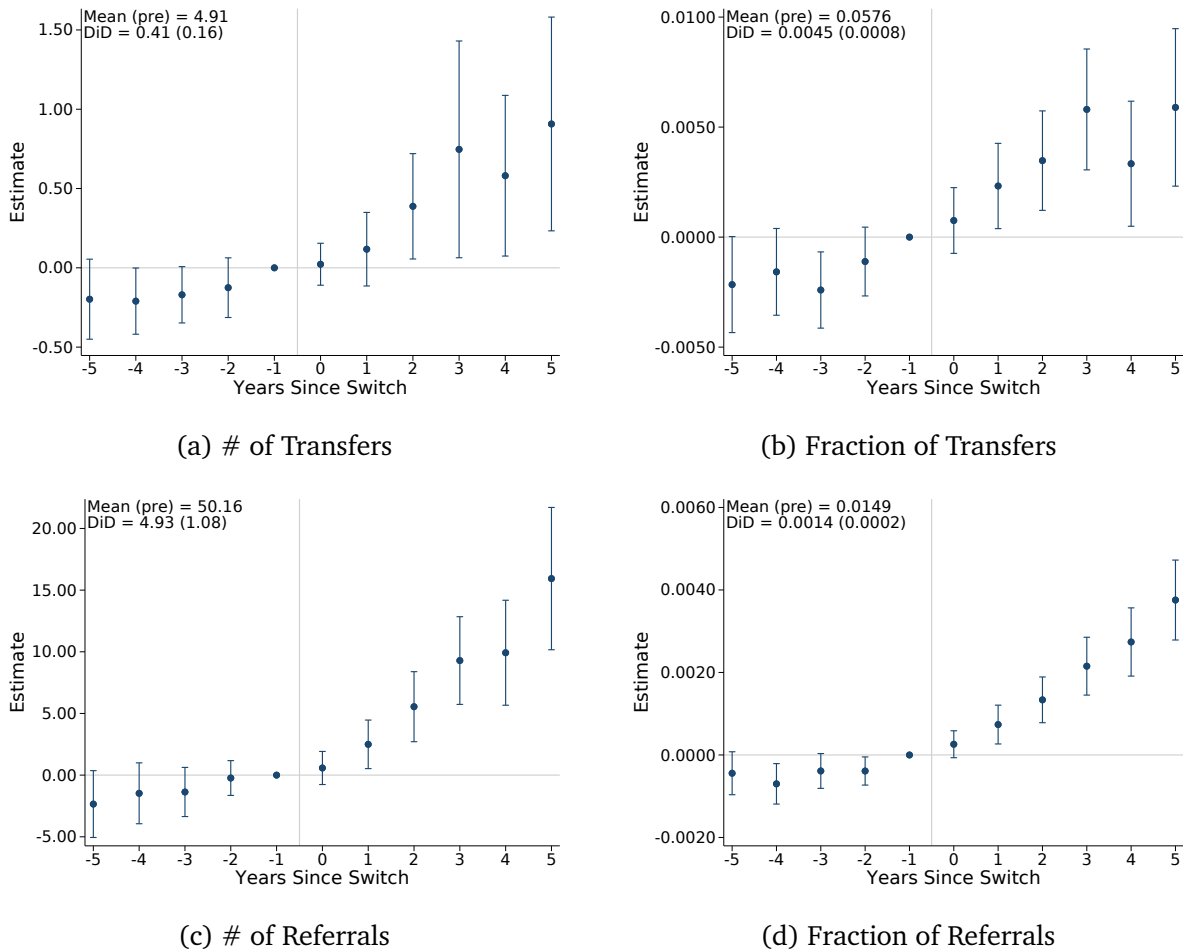 Mean (pre) = 4.91
DiD = 0.41 (0.16)
1.50
1.00
0.50
0.00
-0.50
Estimate
-5 -4 -3 -2 -1 0 1 2 3 4 5
Years Since Switch
(a) # of Transfers
Mean (pre) = 0.0576
DiD = 0.0045 (0.0008)
0.0100
0.0050
0.0000
-0.0050
Estimate
-5 -4 -3 -2 -1 0 1 2 3 4 5
Years Since Switch
(b) Fraction of Transfers
Mean (pre) = 50.16
DiD = 4.93 (1.08)
20.00
15.00
10.00
5.00
0.00
-5.00
Estimate
-5 -4 -3 -2 -1 0 1 2 3 4 5
Years Since Switch
(c) # of Referrals
Mean (pre) = 0.0149
DiD = 0.0014 (0.0002)
0.0060
0.0040
0.0020
0.0000
-0.0020
Estimate
-5 -4 -3 -2 -1 0 1 2 3 4 5
Years Since Switch
(d) Fraction of Referrals